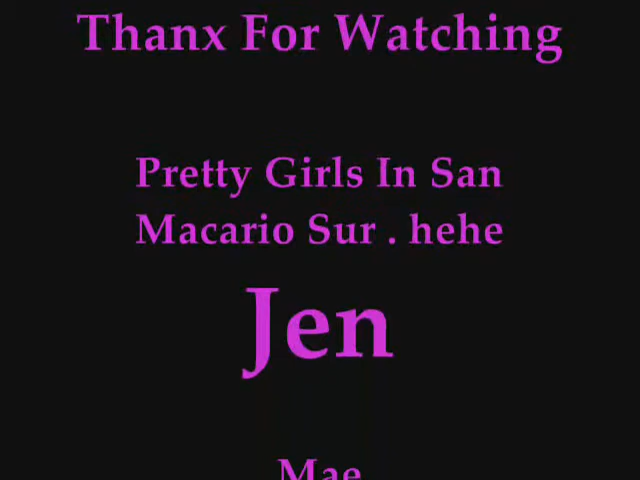 Thanx For Watching
Pretty Girls In San
Macario Sur . hehe
Jen
Mae